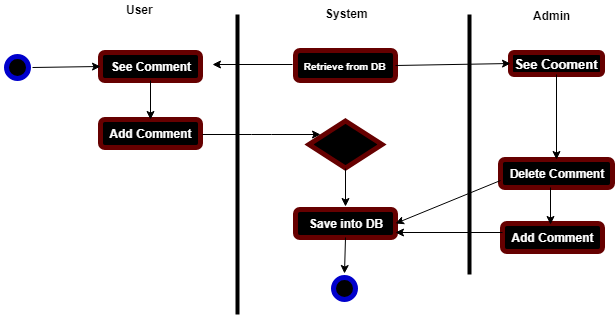 User
System
Admin
See Comment
Retrieve from DB
See Cooment
Add Comment
Delete Comment
Save into DB
Add Comment